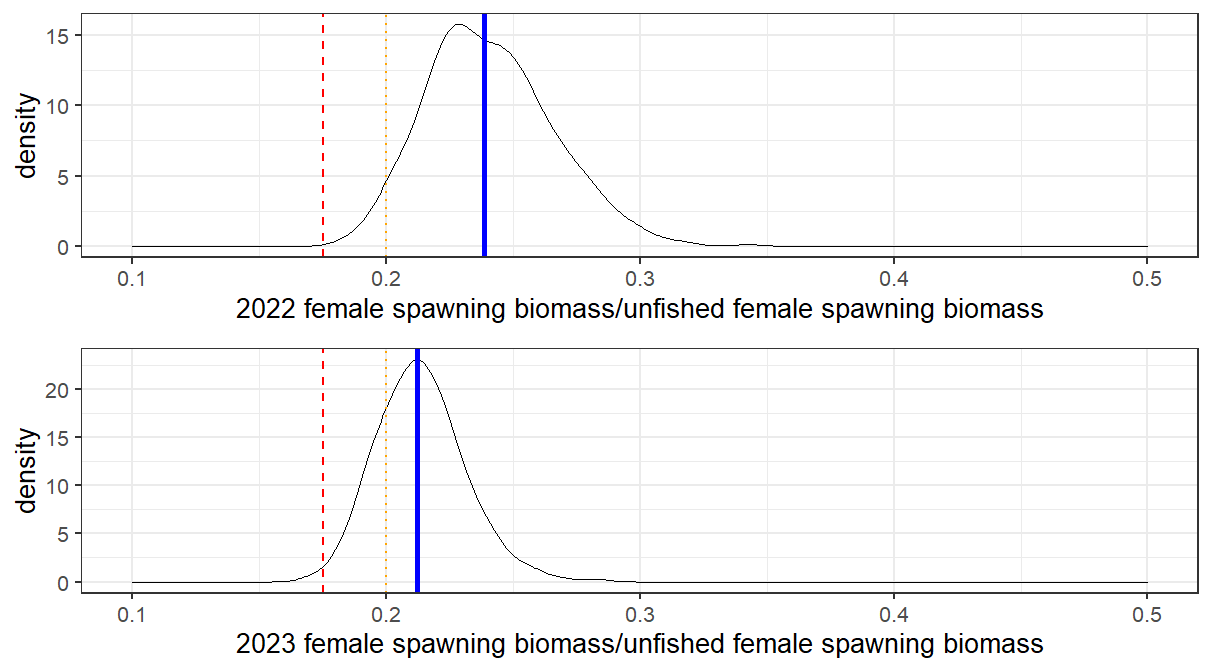 density
15
10
5
0
0.1 0.2 0.3 0.4 0.5
2022 female spawning biomass/unfished female spawning biomass
density
20
15
10
5
0
0.1 0.2 0.3 0.4 0.5
2023 female spawning biomass/unfished female spawning biomass